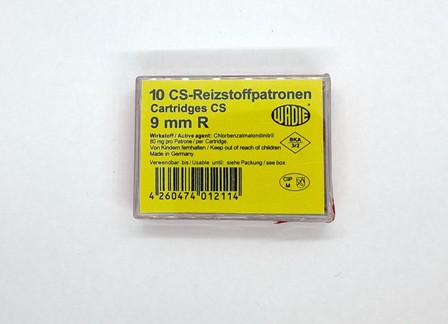 10 CS-Reizstoffpatronen
Cartridges CS
9 mm R
WADIE
Wirkstoff / Active agent: Chlorbenzalmalondinitril
80 mg pro Patrone / per Cartridge.
BKA
3/2
Von Kindern fernhalten / Keep out of reach of children
Made in Germany
Verwendbar bis / Usable until: siehe Packung / see box
CIP
M
4 260474 012114